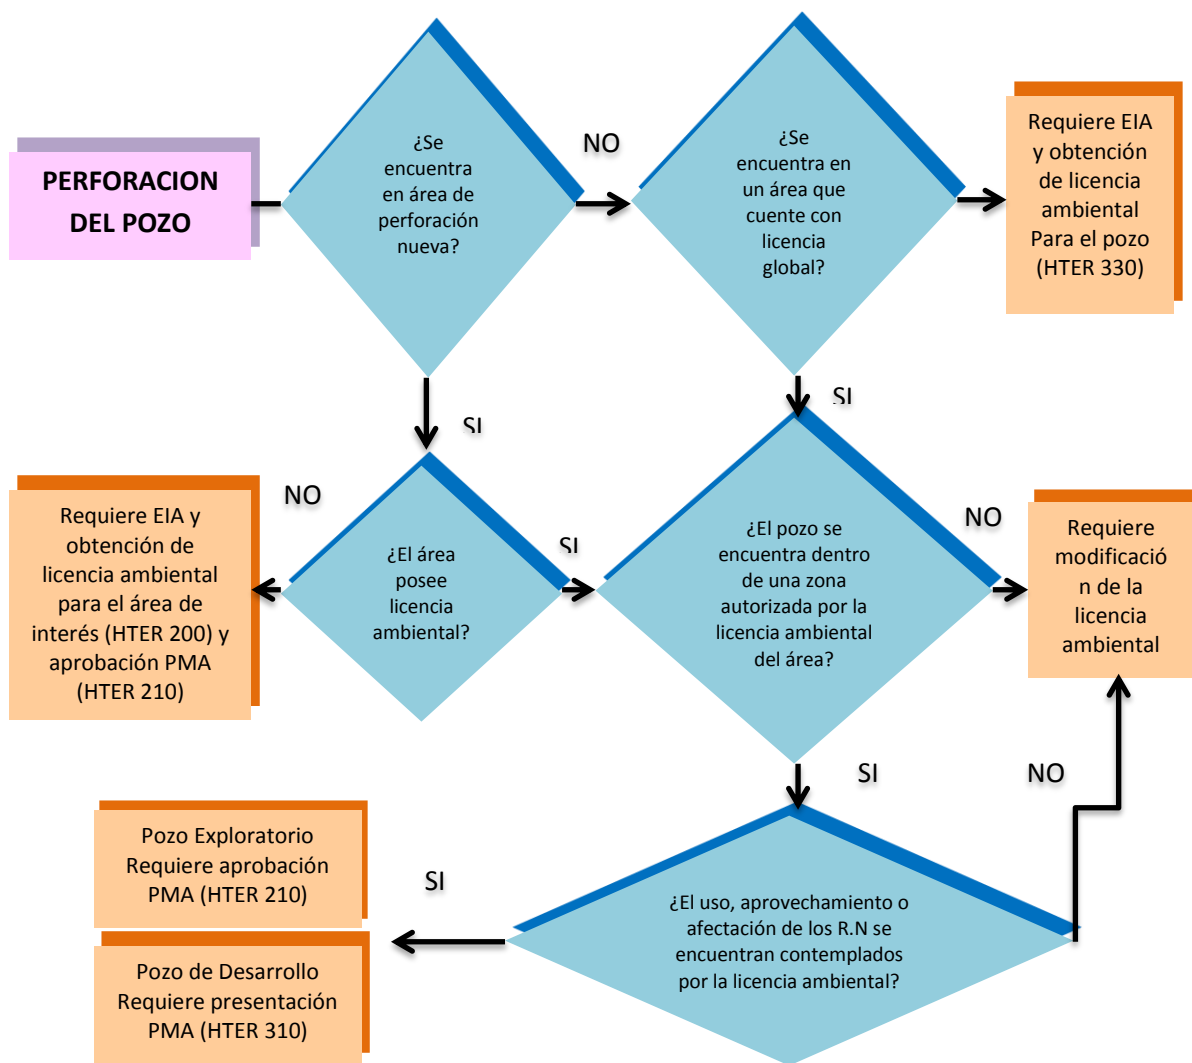 PERFORACION
DEL POZO
¿Se
encuentra
en área de
perforación
nueva?
NO
¿Se
encuentra en
un área que
cuente con
licencia
global?
Requiere EIA
y obtención
de licencia
ambiental
Para el pozo
(HTER 330)
SI
SI
Requiere EIA y
obtención de
licencia ambiental
para el área de
interés (HTER 200) y
aprobación PMA
(HTER 210)
NO
¿El área
posee
licencia
ambiental?
SI
¿El pozo se
encuentra dentro
de una zona
autorizada por la
licencia ambiental
del área?
NO
Requiere
modificació
n de la
licencia
ambiental
SI
NO
Pozo Exploratorio
Requiere aprobación
PMA (HTER 210)
Pozo de Desarrollo
Requiere presentación
PMA (HTER 310)
SI
¿El uso, aprovechamiento o
afectación de los R.N se
encuentran contemplados
por la licencia ambiental?